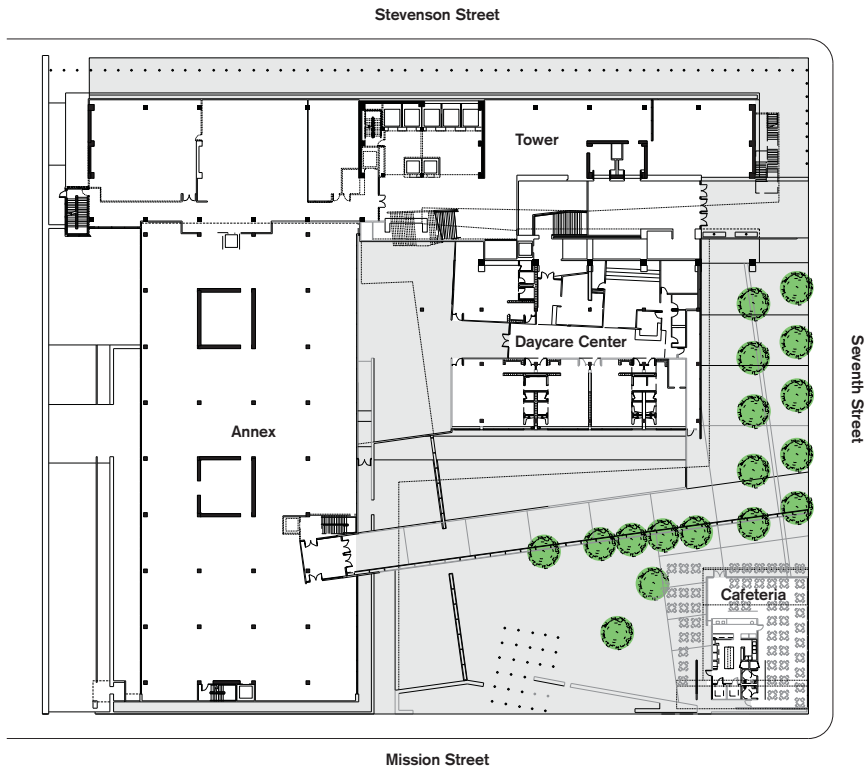 Stevenson Street
Tower
Daycare Center
Seventh Street
Annex
Cafeteria
Mission Street